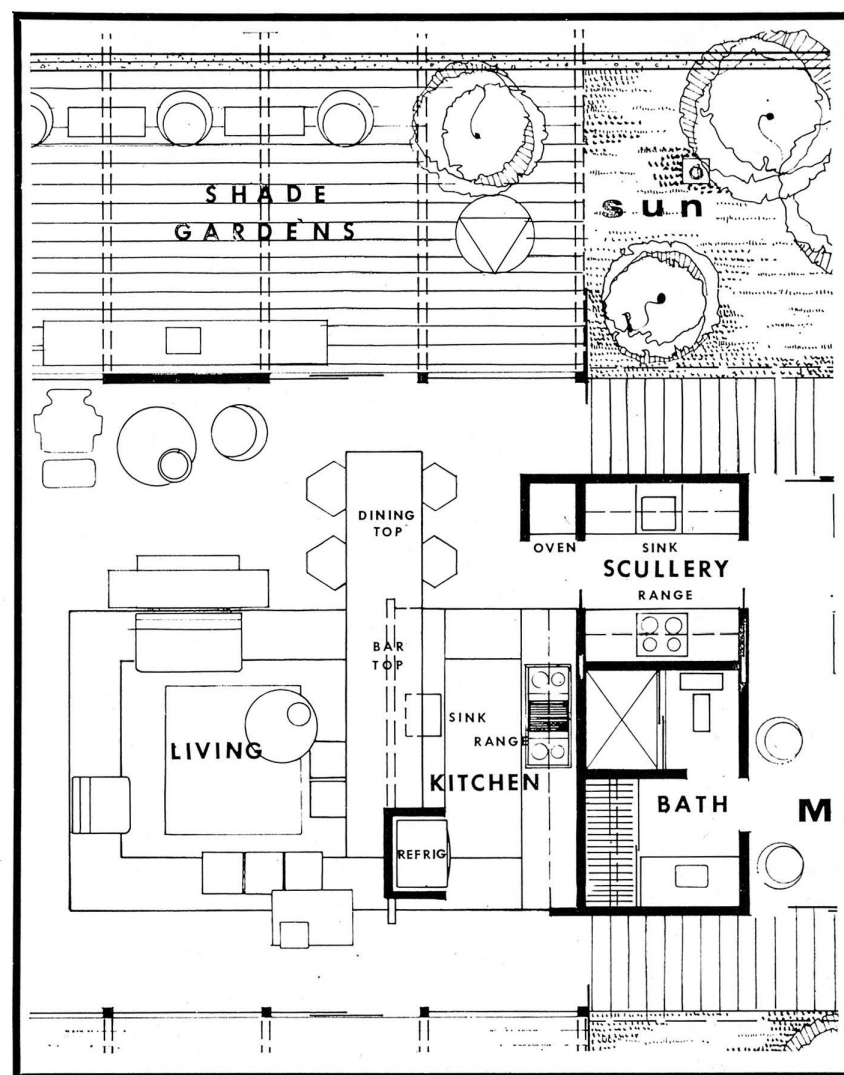 SHADE
GARDENS
sun
DINING
TOP
OVEN
SINK
SCULLERY
RANGE
BAR
TOP
SINK
RANGE
LIVING
KITCHEN
BATH
M
REFRIG